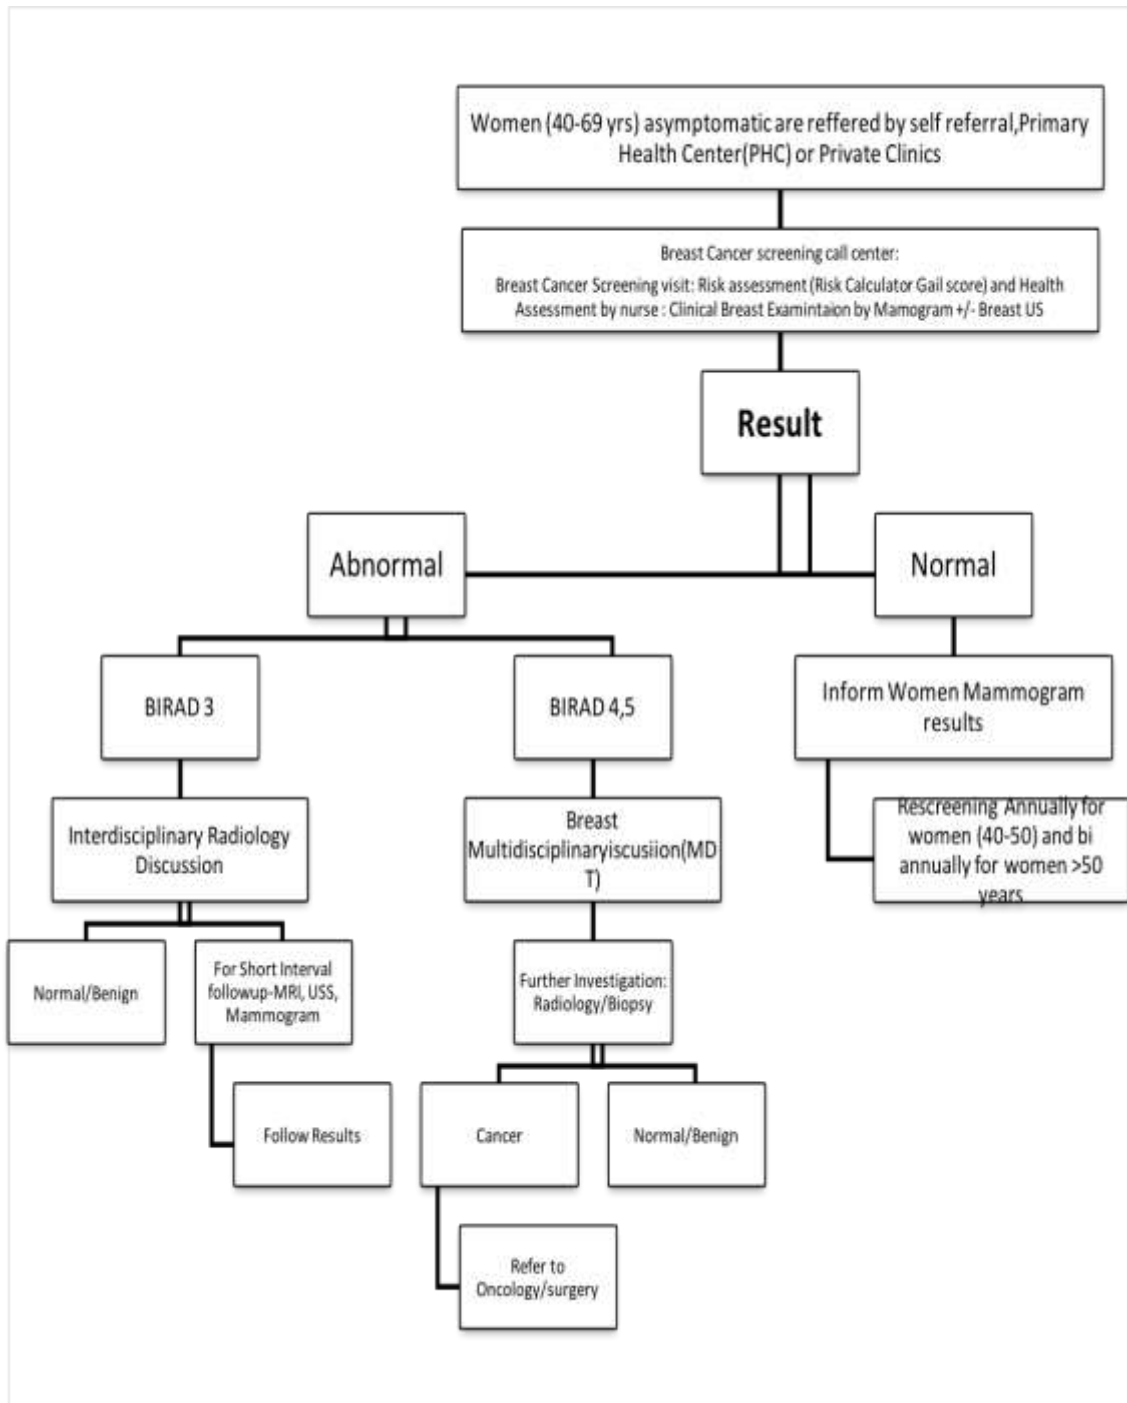 Women (40-69 yrs) asymptomatic are reffered by self referral,Primary
Health Center(PHC) or Private Clinics
Breast Cancer screening call center:
Breast Cancer Screening visit: Risk assessment (Risk Calculator Gail score) and Health
Assessment by nurse : Clinical Breast Examintaion by Mamogram +/- Breast US
Result
Abnormal
Normal
BIRAD 3
BIRAD 4,5
Inform Women Mammogram
results
Interdisciplinary Radiology
Discussion
Breast
Multidisciplinaryiscusiion(MD
T)
Rescreening Annually for
women (40-50) and bi
annually for women >50
years
Normal/Benign
For Short Interval
followup-MRI, USS,
Mammogram
Further Investigation:
Radiology/Biopsy
Follow Results
Cancer
Normal/Benign
Refer to
Oncology/surgery